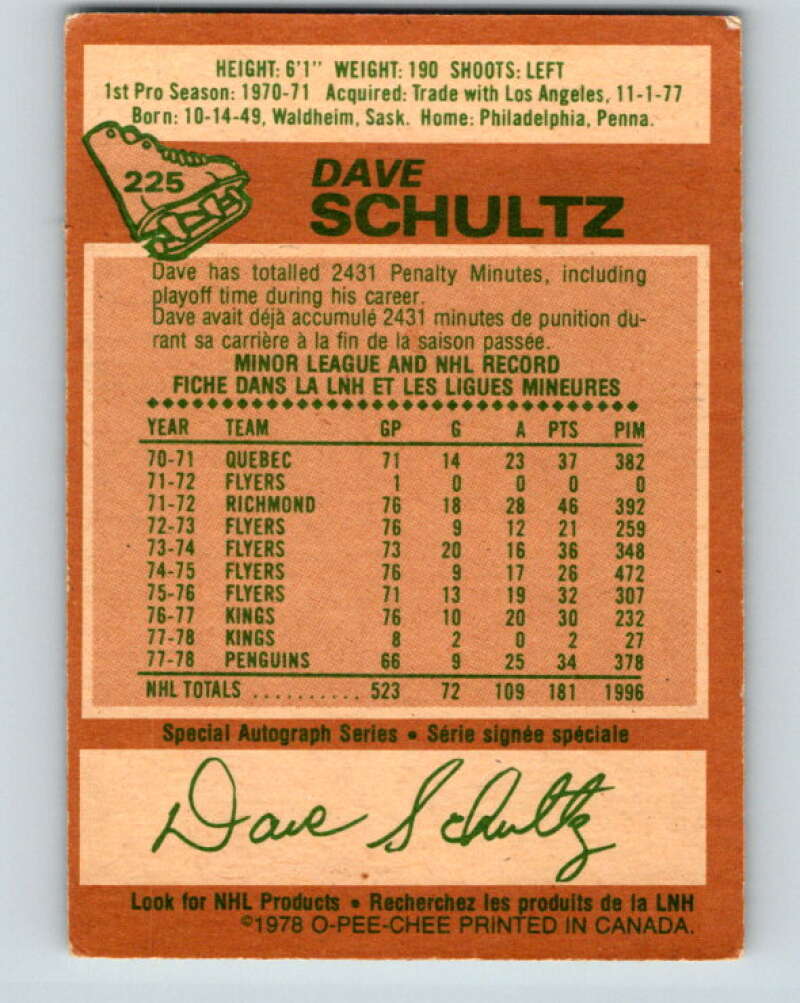 HEIGHT: 6'1" WEIGHT: 190 SHOOTS: LEFT
1st Pro Season: 1970-71 Acquired: Trade with Los Angeles, 11-1-77
Born: 10-14-49, Waldheim, Sask. Home: Philadelphia, Penna.
225
DAVE
SCHULTZ
Dave has totalled 2431 Penalty Minutes, including
playoff time during his career.
Dave avait déjà accumulé 2431 minutes de punition du-
rant sa carrière à la fin de la saison passée.
MINOR LEAGUE AND NHL RECORD
FICHE DANS LA LNH ET LES LIGUES MINEURES
YEAR TEAM GP G A PTS PIM
70-71 QUEBEC 71 14 23 37 382
71-72 FLYERS 1 0 0 0 0
71-72 RICHMOND 76 18 28 46 392
72-73 FLYERS 76 9 12 21 259
73-74 FLYERS 73 20 16 36 348
74-75 FLYERS 76 9 17 26 472
75-76 FLYERS 71 13 19 32 307
76-77 KINGS 76 10 20 30 232
77-78 KINGS 8 2 0 2 27
77-78 PENGUINS 66 9 25 34 378
NHL TOTALS .......... 523 72 109 181 1996
Special Autograph Series • Série signée spéciale
Dave Schultz
Look for NHL Products • Recherchez les produits de la LNH
©1978 O-PEE-CHEE PRINTED IN CANADA.